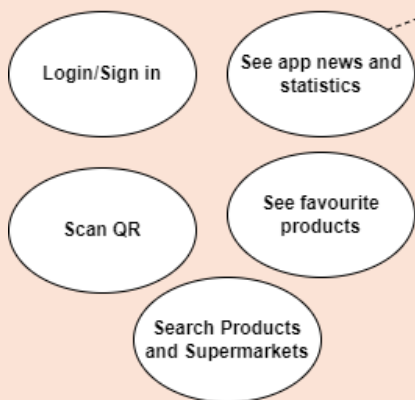 Login/Sign in
See app news and
statistics
Scan QR
See favourite
products
Search Products
and Supermarkets